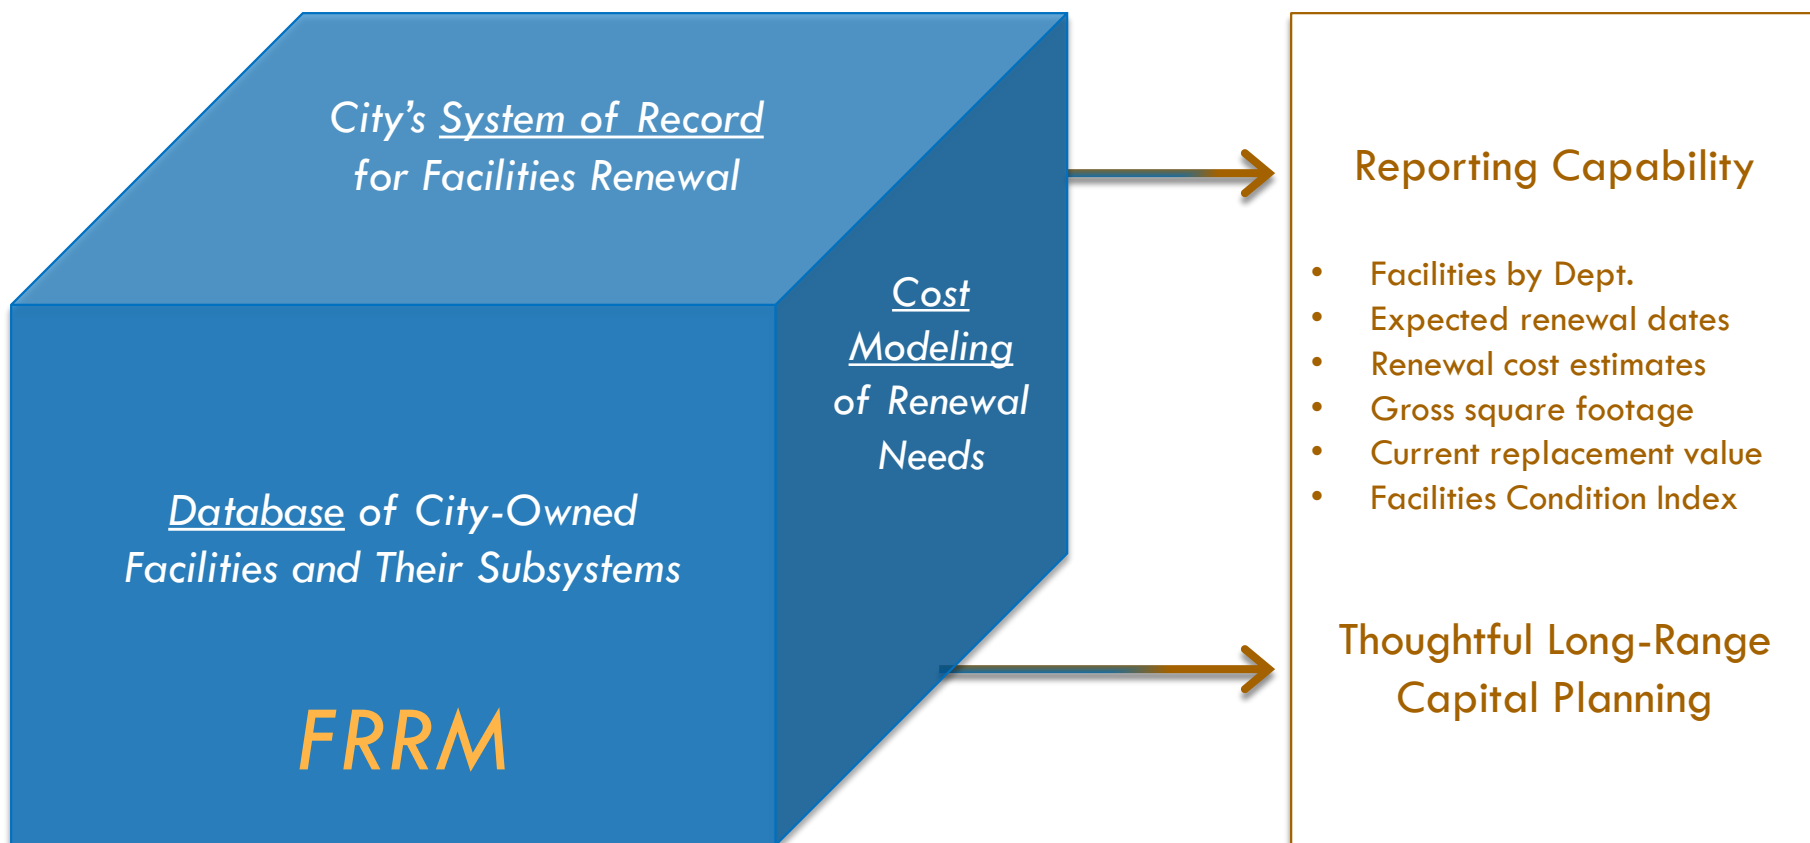 City’s System of Record
for Facilities Renewal
Cost
Modeling
of Renewal
Needs
Database of City-Owned
Facilities and Their Subsystems
FRRM
Reporting Capability
• Facilities by Dept.
• Expected renewal dates
• Renewal cost estimates
• Gross square footage
• Current replacement value
• Facilities Condition Index
Thoughtful Long-Range
Capital Planning